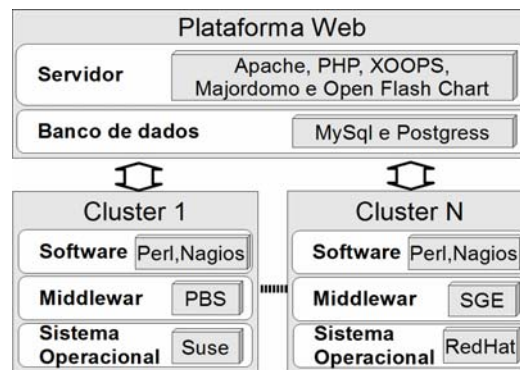 Plataforma Web
Servidor
Apache, PHP, XOOPS,
Majordomo e Open Flash Chart
Banco de dados
MySql e Postgress
Cluster 1
Software
Perl,Nagios
Middlewar
PBS
Sistema
Operacional
Suse
Cluster N
Software
Perl,Nagios
Middlewar
SGE
Sistema
Operacional
RedHat